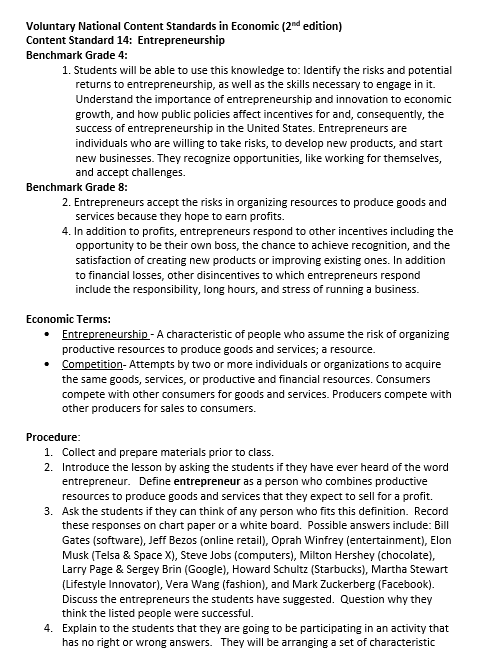 Voluntary National Content Standards in Economic (2nd edition)
Content Standard 14:  Entrepreneurship
Benchmark Grade 4:
1. Students will be able to use this knowledge to: Identify the risks and potential
returns to entrepreneurship, as well as the skills necessary to engage in it.
Understand the importance of entrepreneurship and innovation to economic
growth, and how public policies affect incentives for and, consequently, the
success of entrepreneurship in the United States. Entrepreneurs are
individuals who are willing to take risks, to develop new products, and start
new businesses. They recognize opportunities, like working for themselves,
and accept challenges.
Benchmark Grade 8:
2. Entrepreneurs accept the risks in organizing resources to produce goods and
services because they hope to earn profits.
4. In addition to profits, entrepreneurs respond to other incentives including the
opportunity to be their own boss, the chance to achieve recognition, and the
satisfaction of creating new products or improving existing ones. In addition
to financial losses, other disincentives to which entrepreneurs respond
include the responsibility, long hours, and stress of running a business.
Economic Terms:
• Entrepreneurship - A characteristic of people who assume the risk of organizing
productive resources to produce goods and services; a resource.
• Competition- Attempts by two or more individuals or organizations to acquire
the same goods, services, or productive and financial resources. Consumers
compete with other consumers for goods and services. Producers compete with
other producers for sales to consumers.
Procedure:
1. Collect and prepare materials prior to class.
2. Introduce the lesson by asking the students if they have ever heard of the word
entrepreneur.   Define entrepreneur as a person who combines productive
resources to produce goods and services that they expect to sell for a profit.
3. Ask the students if they can think of any person who fits this definition.  Record
these responses on chart paper or a white board.  Possible answers include: Bill
Gates (software), Jeff Bezos (online retail), Oprah Winfrey (entertainment), Elon
Musk (Telsa & Space X), Steve Jobs (computers), Milton Hershey (chocolate),
Larry Page & Sergey Brin (Google), Howard Schultz (Starbucks), Martha Stewart
(Lifestyle Innovator), Vera Wang (fashion), and Mark Zuckerberg (Facebook).
Discuss the entrepreneurs the students have suggested.  Question why they
think the listed people were successful.
4. Explain to the students that they are going to be participating in an activity that
has no right or wrong answers.   They will be arranging a set of characteristic